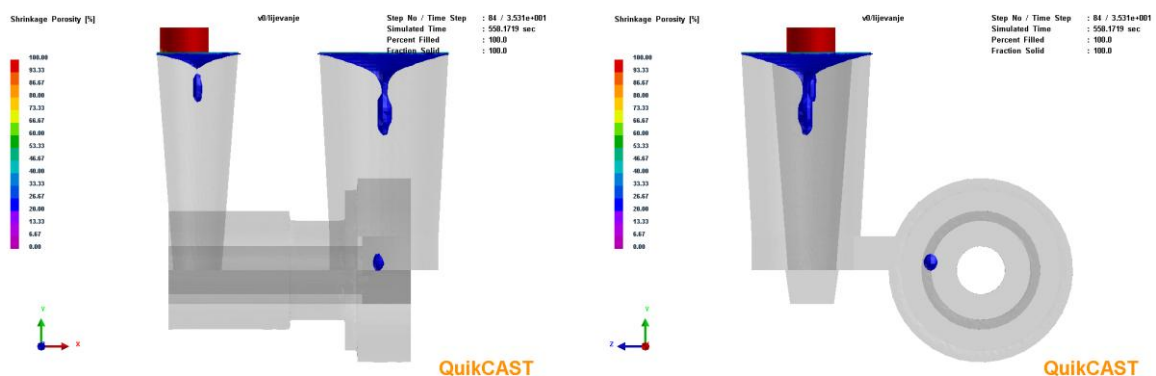 Shrinkage Porosity [%]
v0/lijevanje
Step No / Time Step : 84 / 3.531e+001
Simulated Time : 558.1719 sec
Percent Filled : 100.0
Fraction Solid : 100.0
100.00
93.33
86.67
80.00
73.33
66.67
60.00
53.33
46.67
40.00
33.33
26.67
20.00
13.33
6.67
0.00
Y
X
QuikCAST
Shrinkage Porosity [%]
v0/lijevanje
Step No / Time Step : 84 / 3.531e+001
Simulated Time : 558.1719 sec
Percent Filled : 100.0
Fraction Solid : 100.0
100.00
93.33
86.67
80.00
73.33
66.67
60.00
53.33
46.67
40.00
33.33
26.67
20.00
13.33
6.67
0.00
Y
Z
X
QuikCAST